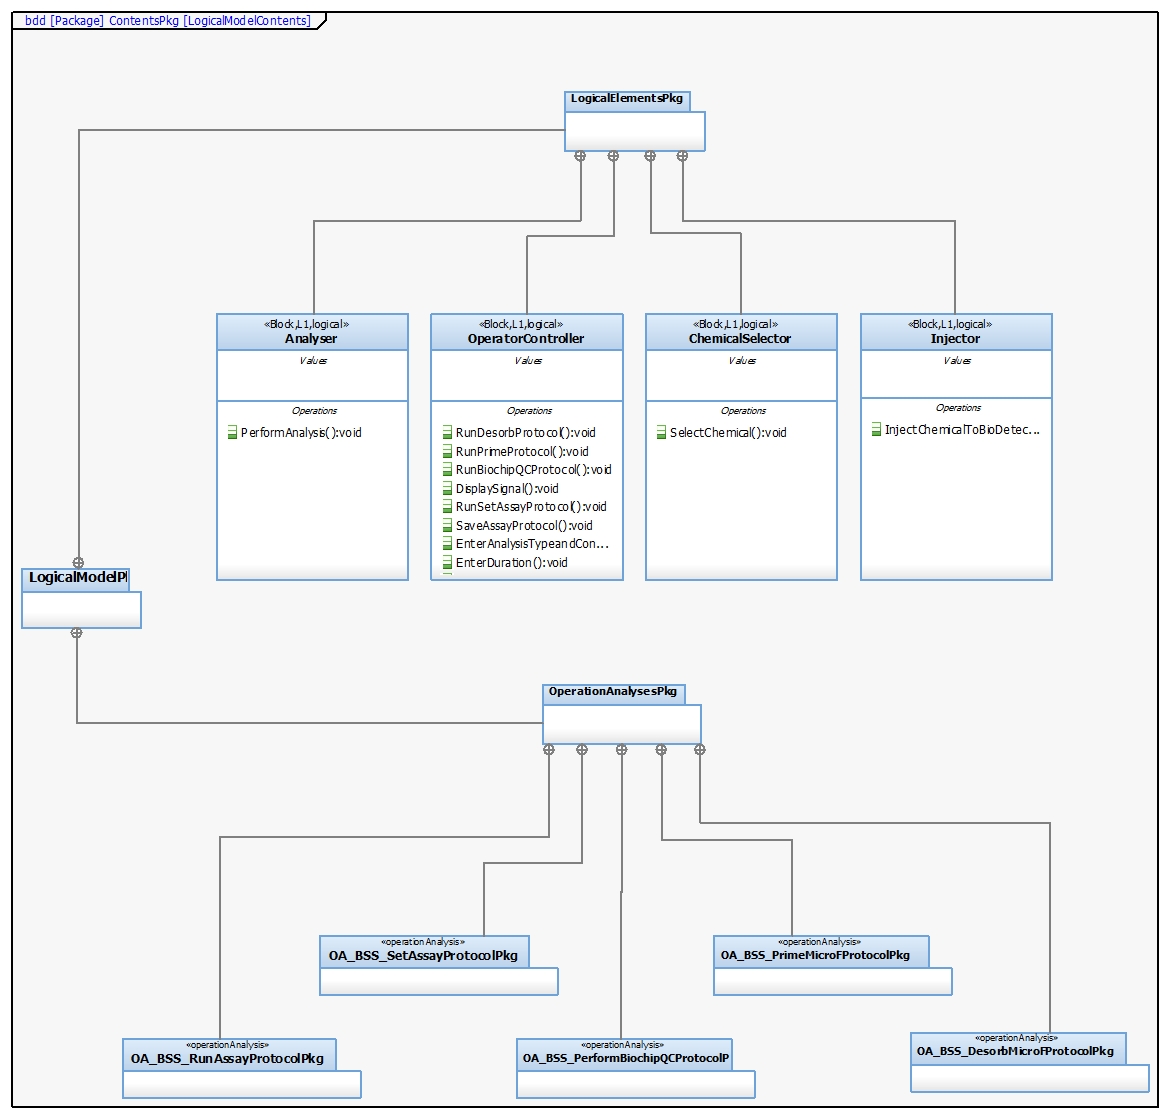 bdd [Package] ContentsPkg [LogicalModelContents]
LogicalElementsPkg
«Block,L1,logical»
Analyser
Values
Operations
PerformAnalysis():void
«Block,L1,logical»
OperatorController
Values
Operations
RunDesorbProtocol():void
RunPrimeProtocol():void
RunBiochipQCProtocol():void
DisplaySignal():void
RunSetAssayProtocol():void
SaveAssayProtocol():void
EnterAnalysisTypeandCon...
EnterDuration():void
«Block,L1,logical»
ChemicalSelector
Values
Operations
SelectChemical():void
«Block,L1,logical»
Injector
Values
Operations
InjectChemicalToBioDetec...
LogicalModelPl
OperationAnalysesPkg
«operationAnalysis»
OA_BSS_SetAssayProtocolPkg
«operationAnalysis»
OA_BSS_PrimeMicroFProtocolPkg
«operationAnalysis»
OA_BSS_RunAssayProtocolPkg
«operationAnalysis»
OA_BSS_PerformBiochipQCProtocolP
«operationAnalysis»
OA_BSS_DesorbMicroFProtocolPkg